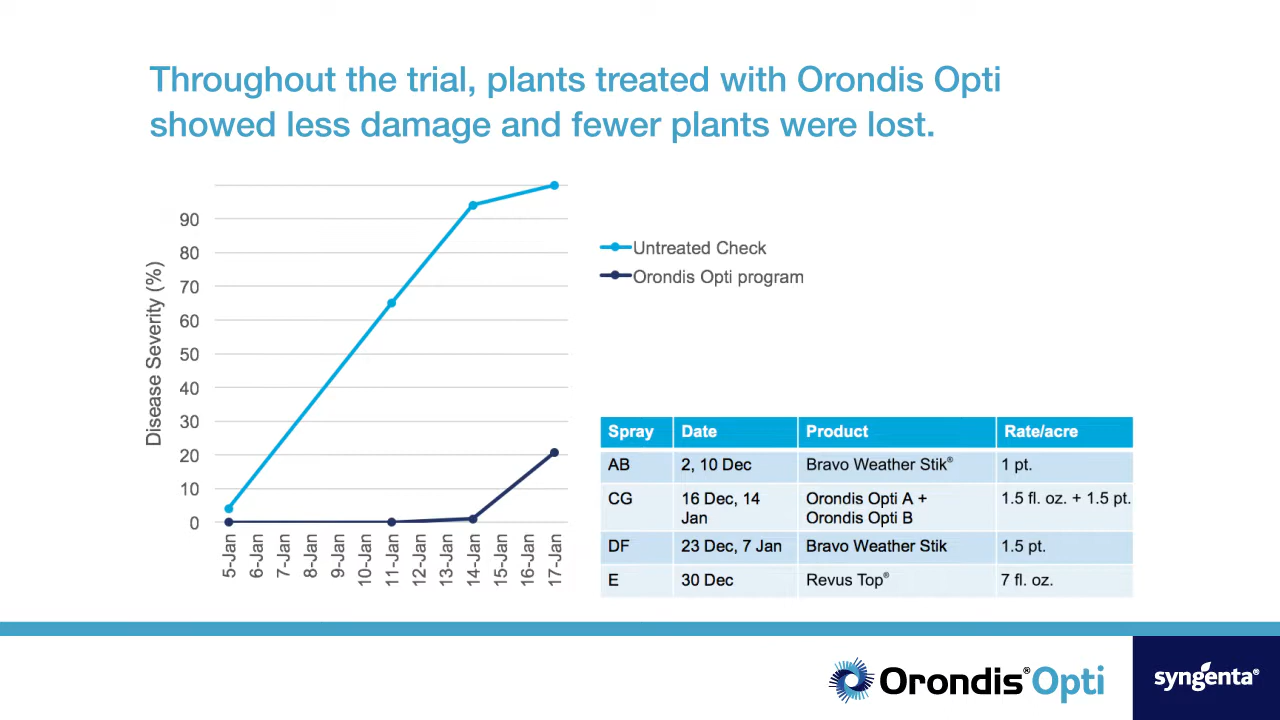 Throughout the trial, plants treated with Orondis Opti
showed less damage and fewer plants were lost.
Disease Severity (%)
90
80
70
60
50
40
30
20
10
0
5-Jan
6-Jan
7-Jan
8-Jan
9-Jan
10-Jan
11-Jan
12-Jan
13-Jan
14-Jan
15-Jan
16-Jan
17-Jan
Untreated Check
Orondis Opti program
Spray Date Product Rate/acre
AB 2, 10 Dec Bravo Weather Stik® 1 pt.
CG 16 Dec, 14 Jan Orondis Opti A + Orondis Opti B 1.5 fl. oz. + 1.5 pt.
DF 23 Dec, 7 Jan Bravo Weather Stik 1.5 pt.
E 30 Dec Revus Top® 7 fl. oz.
Orondis® Opti
syngenta®